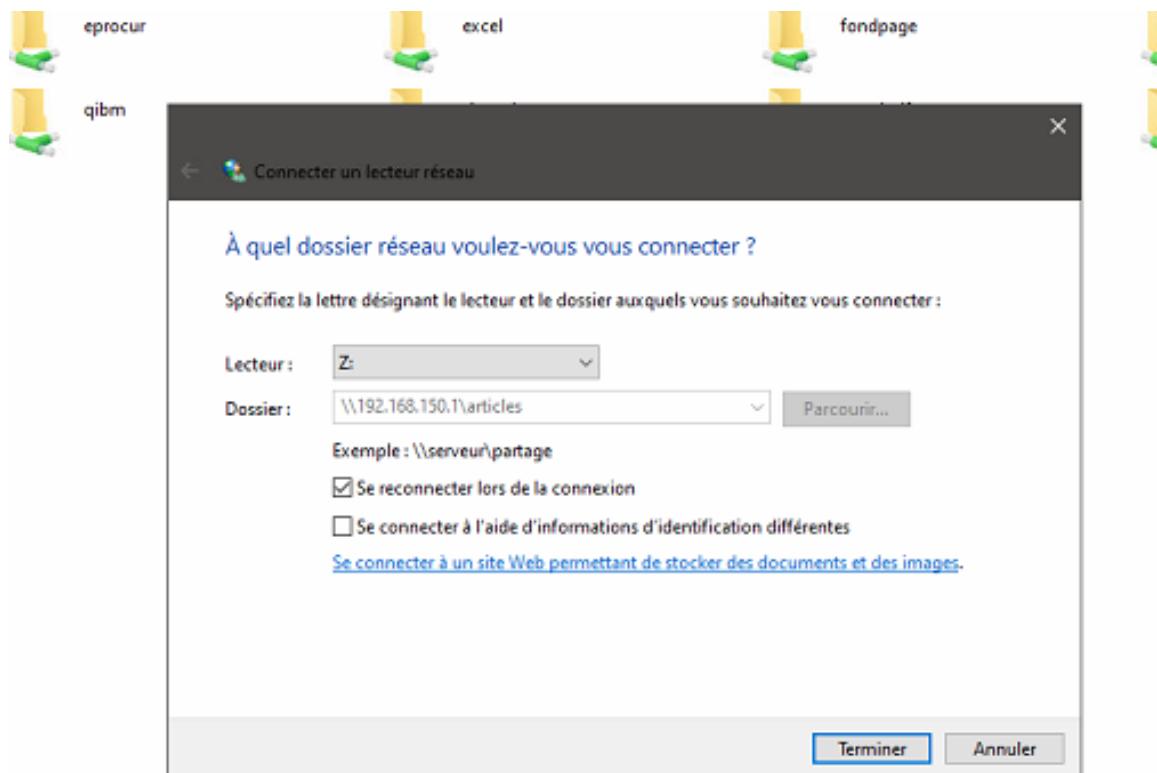 eprocur excel fondpage
qibm
Connecter un lecteur réseau
À quel dossier réseau voulez-vous vous connecter ?
Spécifiez la lettre désignant le lecteur et le dossier auxquels vous souhaitez vous connecter :
Lecteur : Z:
Dossier : \\192.168.150.1\articles Parcourir...
Exemple : \\serveur\partage
Se reconnecter lors de la connexion
Se connecter à l'aide d'informations d'identification différentes
Se connecter à un site Web permettant de stocker des documents et des images.
Terminer Annuler